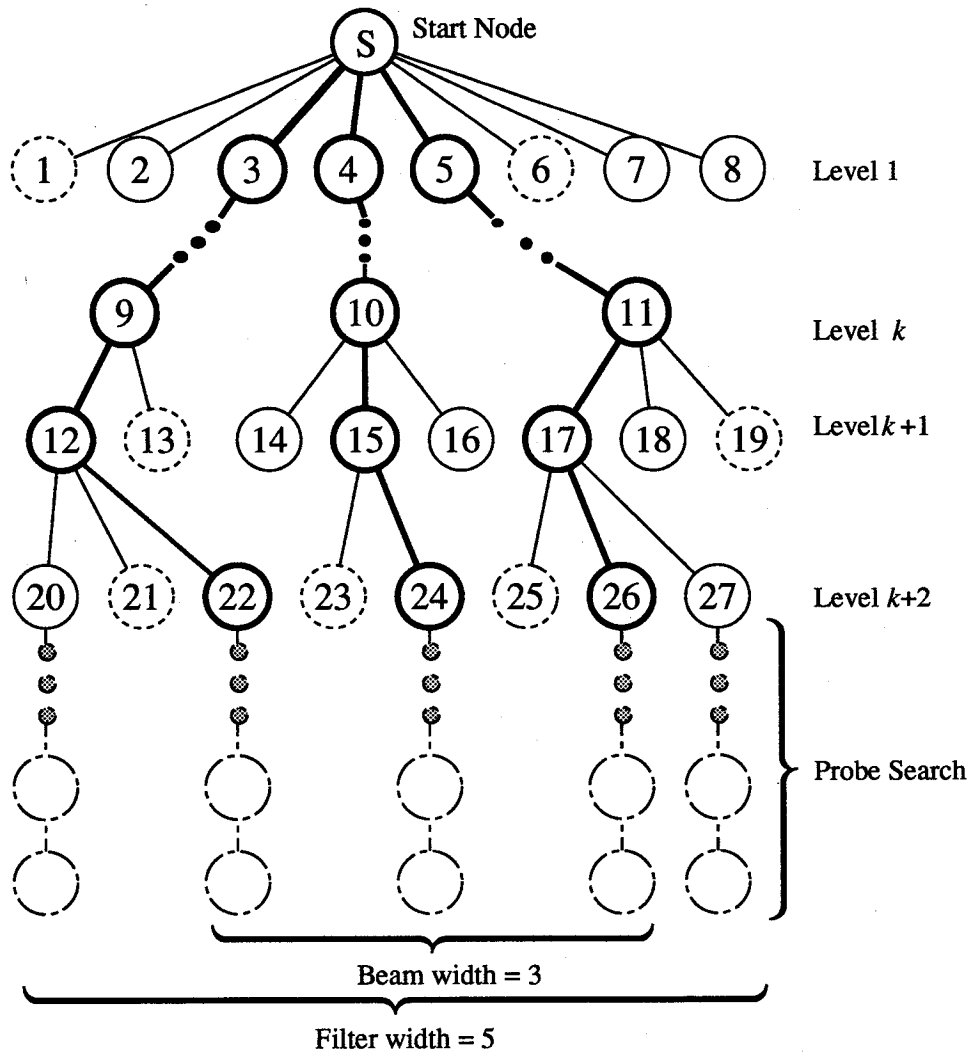 S Start Node
1 2 3 4 5 6 7 8 Level 1
9 10 11 Level k
12 13 14 15 16 17 18 19 Level k+1
20 21 22 23 24 25 26 27 Level k+2
Probe Search
Beam width = 3
Filter width = 5